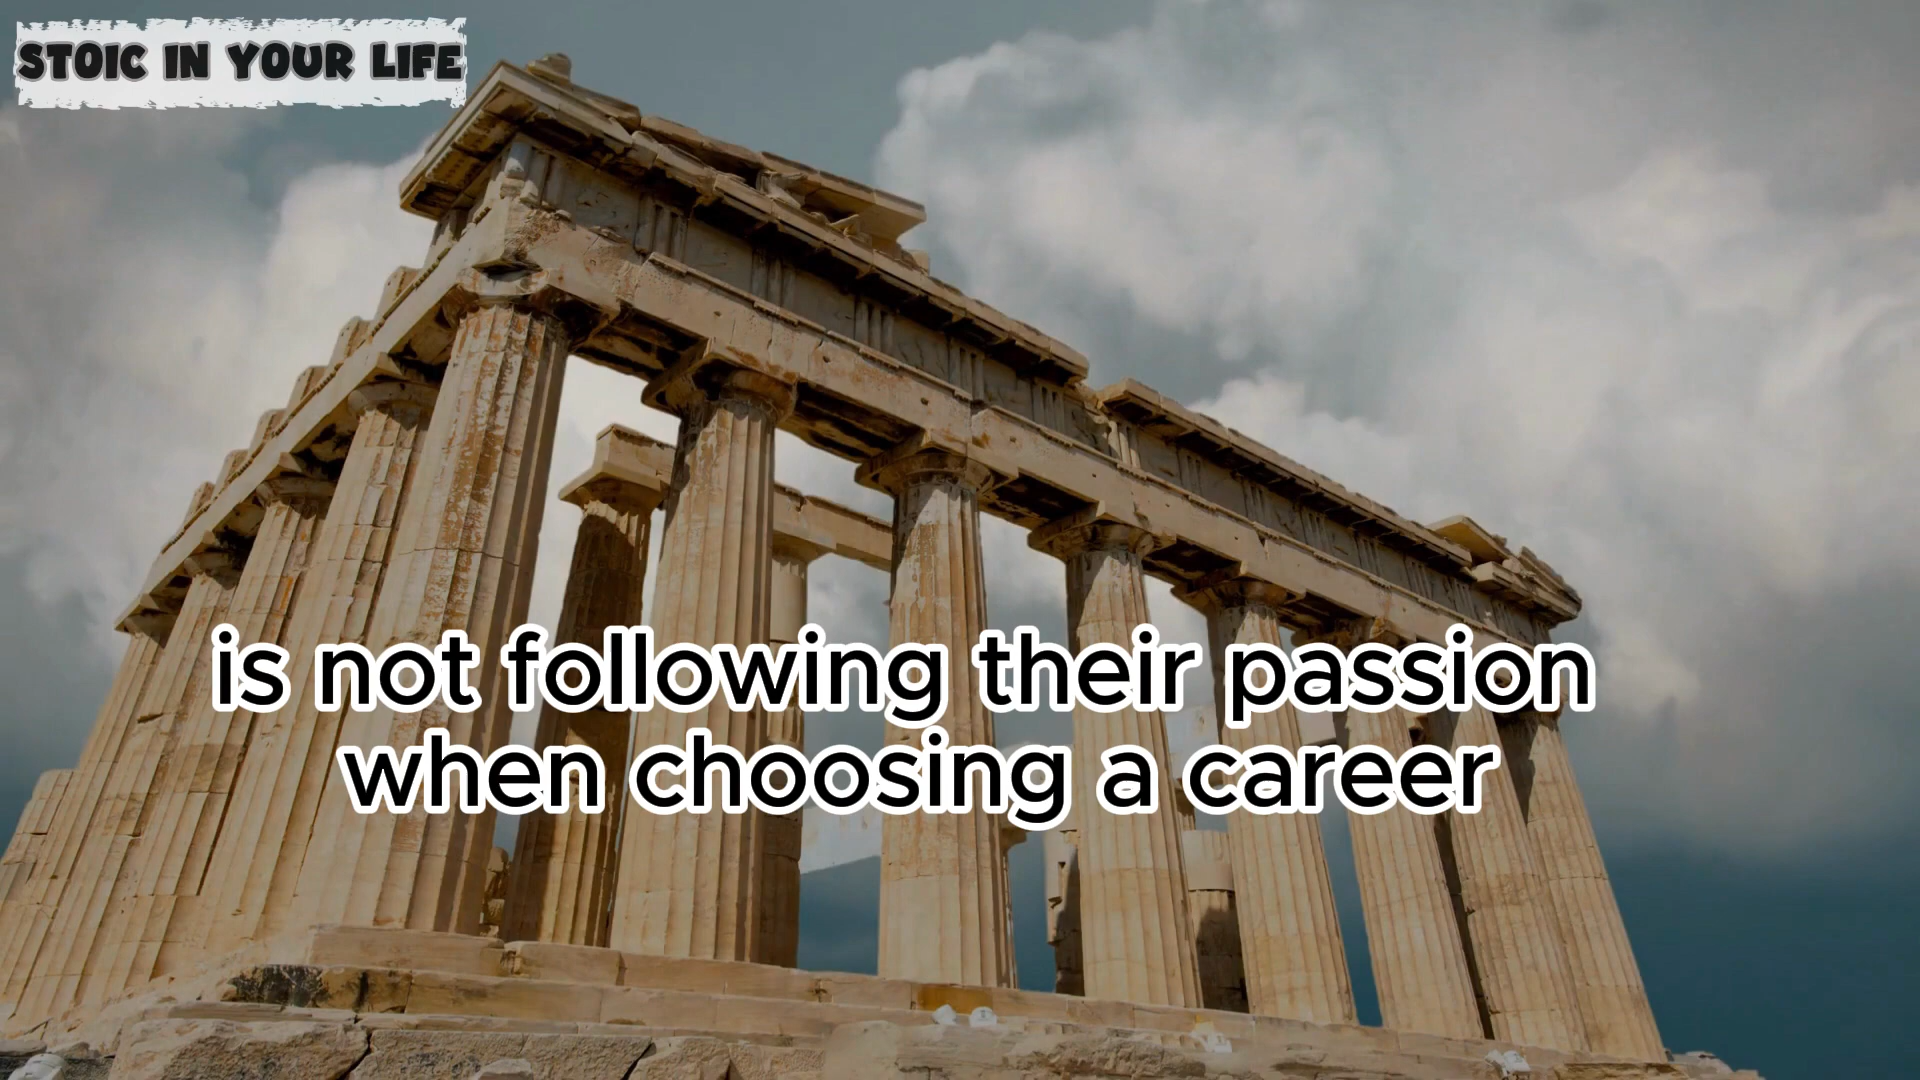 STOIC IN YOUR LIFE
is not following their passion
when choosing a career